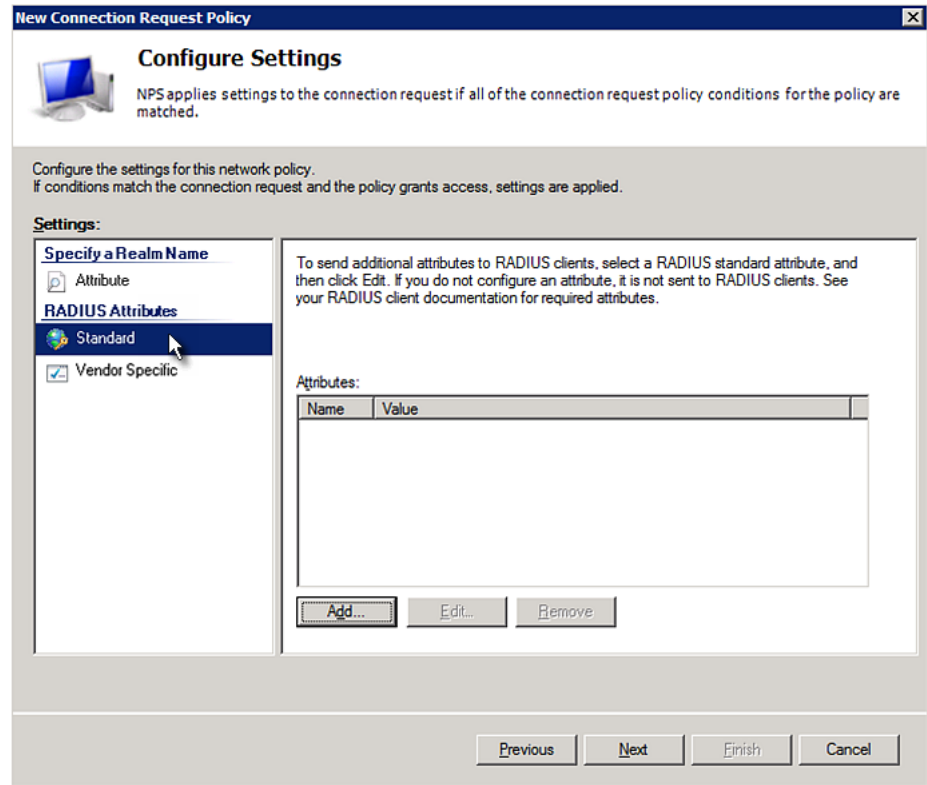 New Connection Request Policy
Configure Settings
NPS applies settings to the connection request if all of the connection request policy conditions for the policy are
matched.
Configure the settings for this network policy.
If conditions match the connection request and the policy grants access, settings are applied.
Settings:
Specify a Realm Name
Attribute
RADIUS Attributes
Standard
Vendor Specific
To send additional attributes to RADIUS clients, select a RADIUS standard attribute, and
then click Edit. If you do not configure an attribute, it is not sent to RADIUS clients. See
your RADIUS client documentation for required attributes.
Attributes:
Name Value
Add... Edit... Remove
Previous Next Finish Cancel